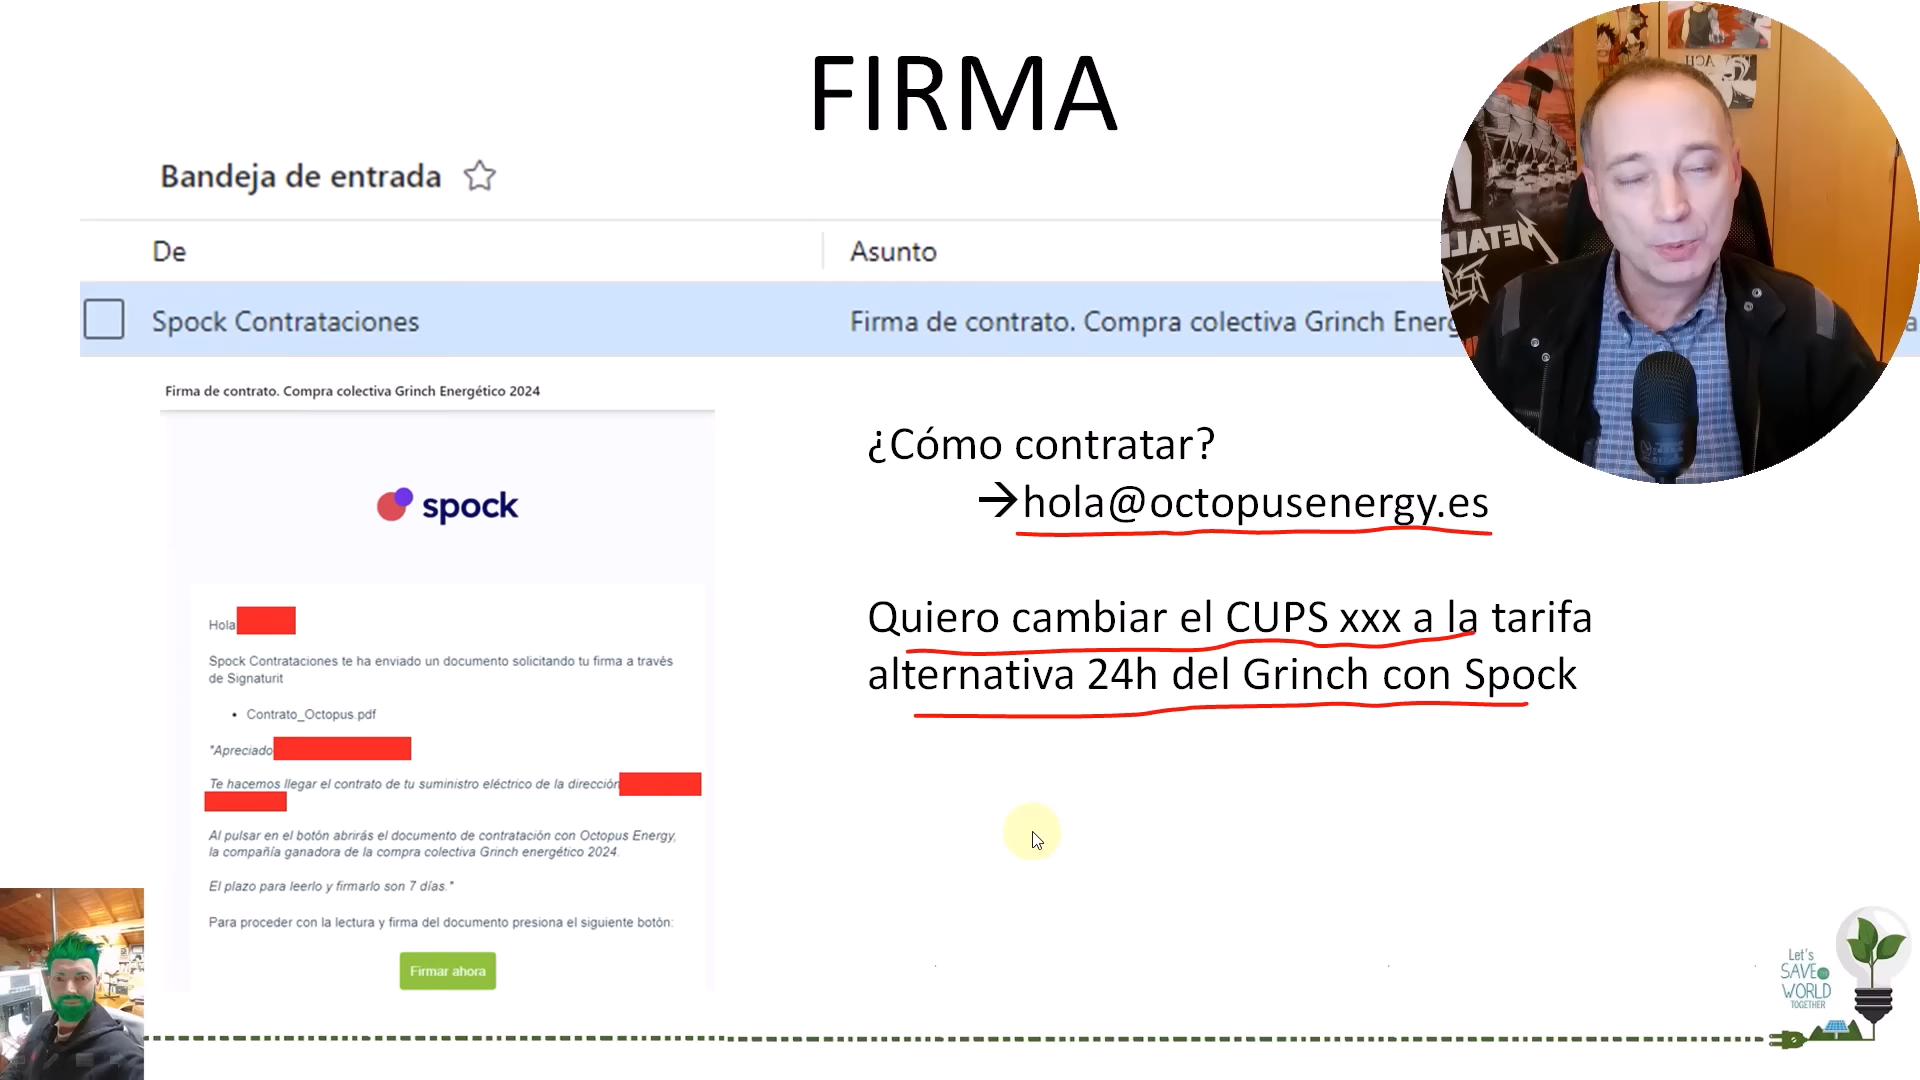 FIRMA
Bandeja de entrada
De
Asunto
Spock Contrataciones
Firma de contrato. Compra colectiva Grinch Energ
Firma de contrato. Compra colectiva Grinch Energético 2024
spock
Hola
Spock Contrataciones te ha enviado un documento solicitando tu firma a través
de Signaturit
• Contrato_Octopus.pdf
*Apreciado
Te hacemos llegar el contrato de tu suministro eléctrico de la dirección
Al pulsar en el botón abrirás el documento de contratación con Octopus Energy,
la compañía ganadora de la compra colectiva Grinch energético 2024.
El plazo para leerlo y firmarlo son 7 días.*
Para proceder con la lectura y firma del documento presiona el siguiente botón:
Firmar ahora
¿Cómo contratar?
→hola@octopusenergy.es
Quiero cambiar el CUPS xxx a la tarifa
alternativa 24h del Grinch con Spock
Let's
SAVE
WORLD
TOGETHER